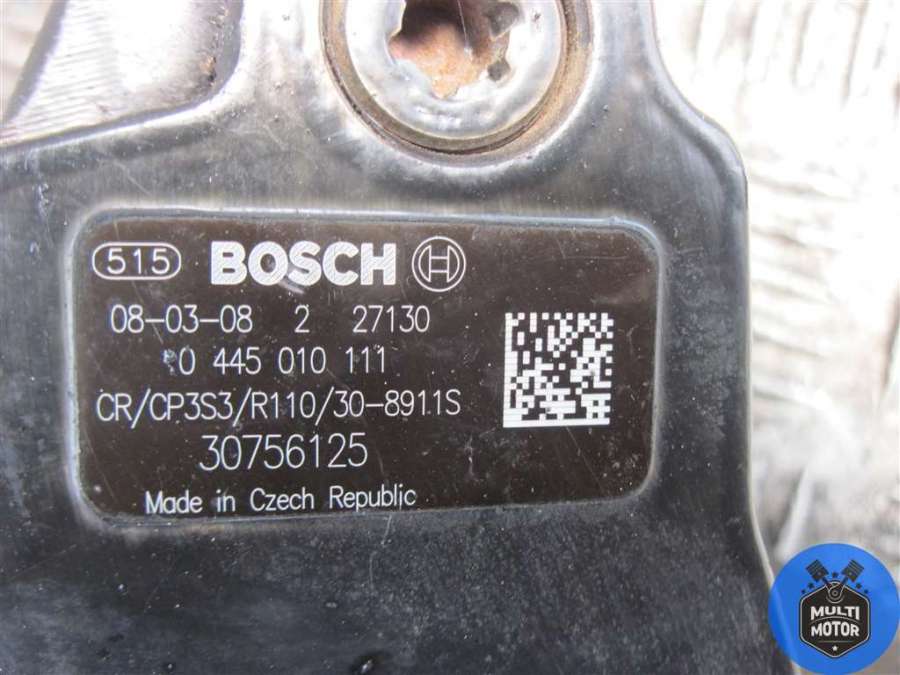 515 BOSCH
08-03-08 2 27130
0 445 010 111
CR/CP3S3/R110/30-8911S
30756125
Made in Czech Republic
MULTI
MOTOR